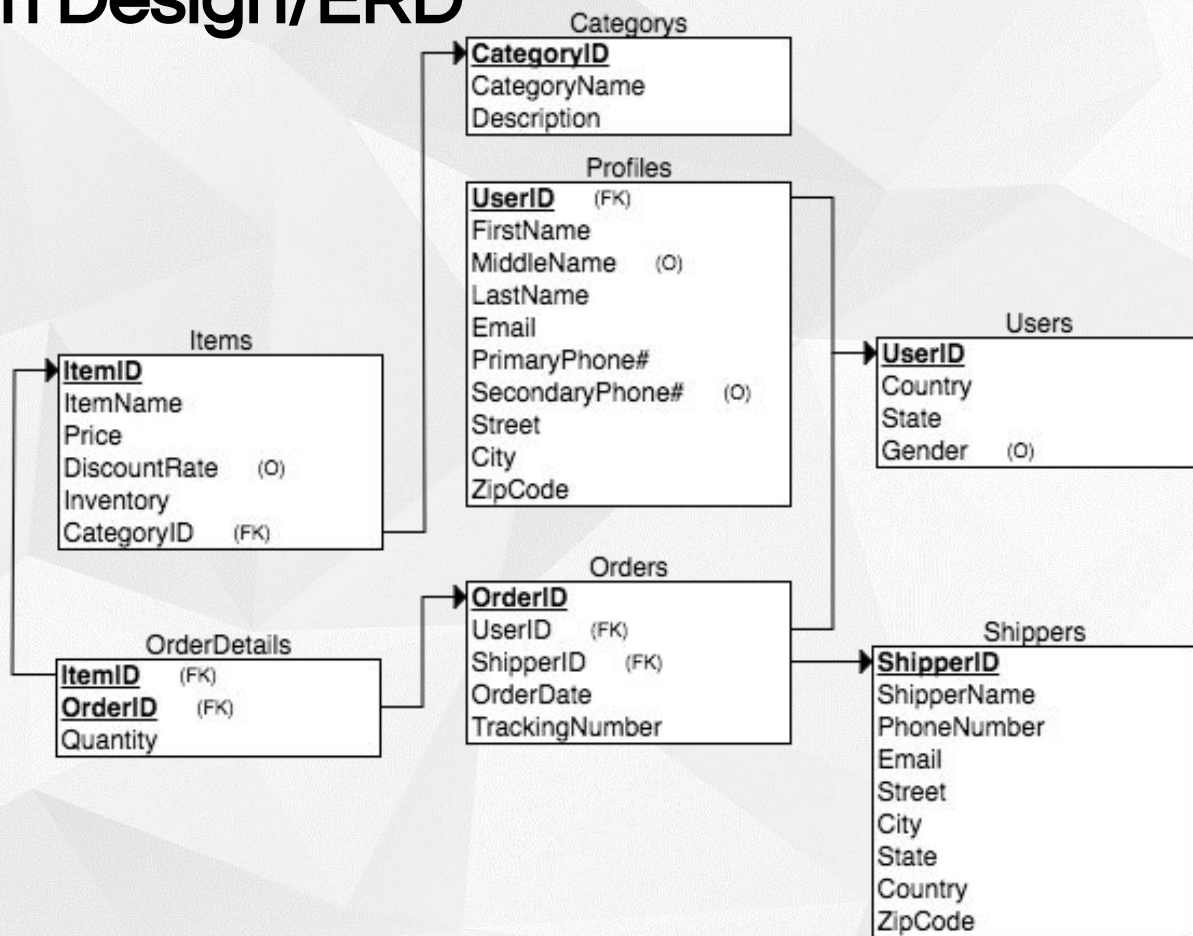 n Design/ERD
Categorys
CategoryID
CategoryName
Description
Profiles
UserID (FK)
FirstName
MiddleName (O)
LastName
Email
PrimaryPhone#
SecondaryPhone# (O)
Street
City
ZipCode
Users
UserID
Country
State
Gender (O)
Items
ItemID
ItemName
Price
DiscountRate (O)
Inventory
CategoryID (FK)
Orders
OrderID
UserID (FK)
ShipperID (FK)
OrderDate
TrackingNumber
OrderDetails
ItemID (FK)
OrderID (FK)
Quantity
Shippers
ShipperID
ShipperName
PhoneNumber
Email
Street
City
State
Country
ZipCode